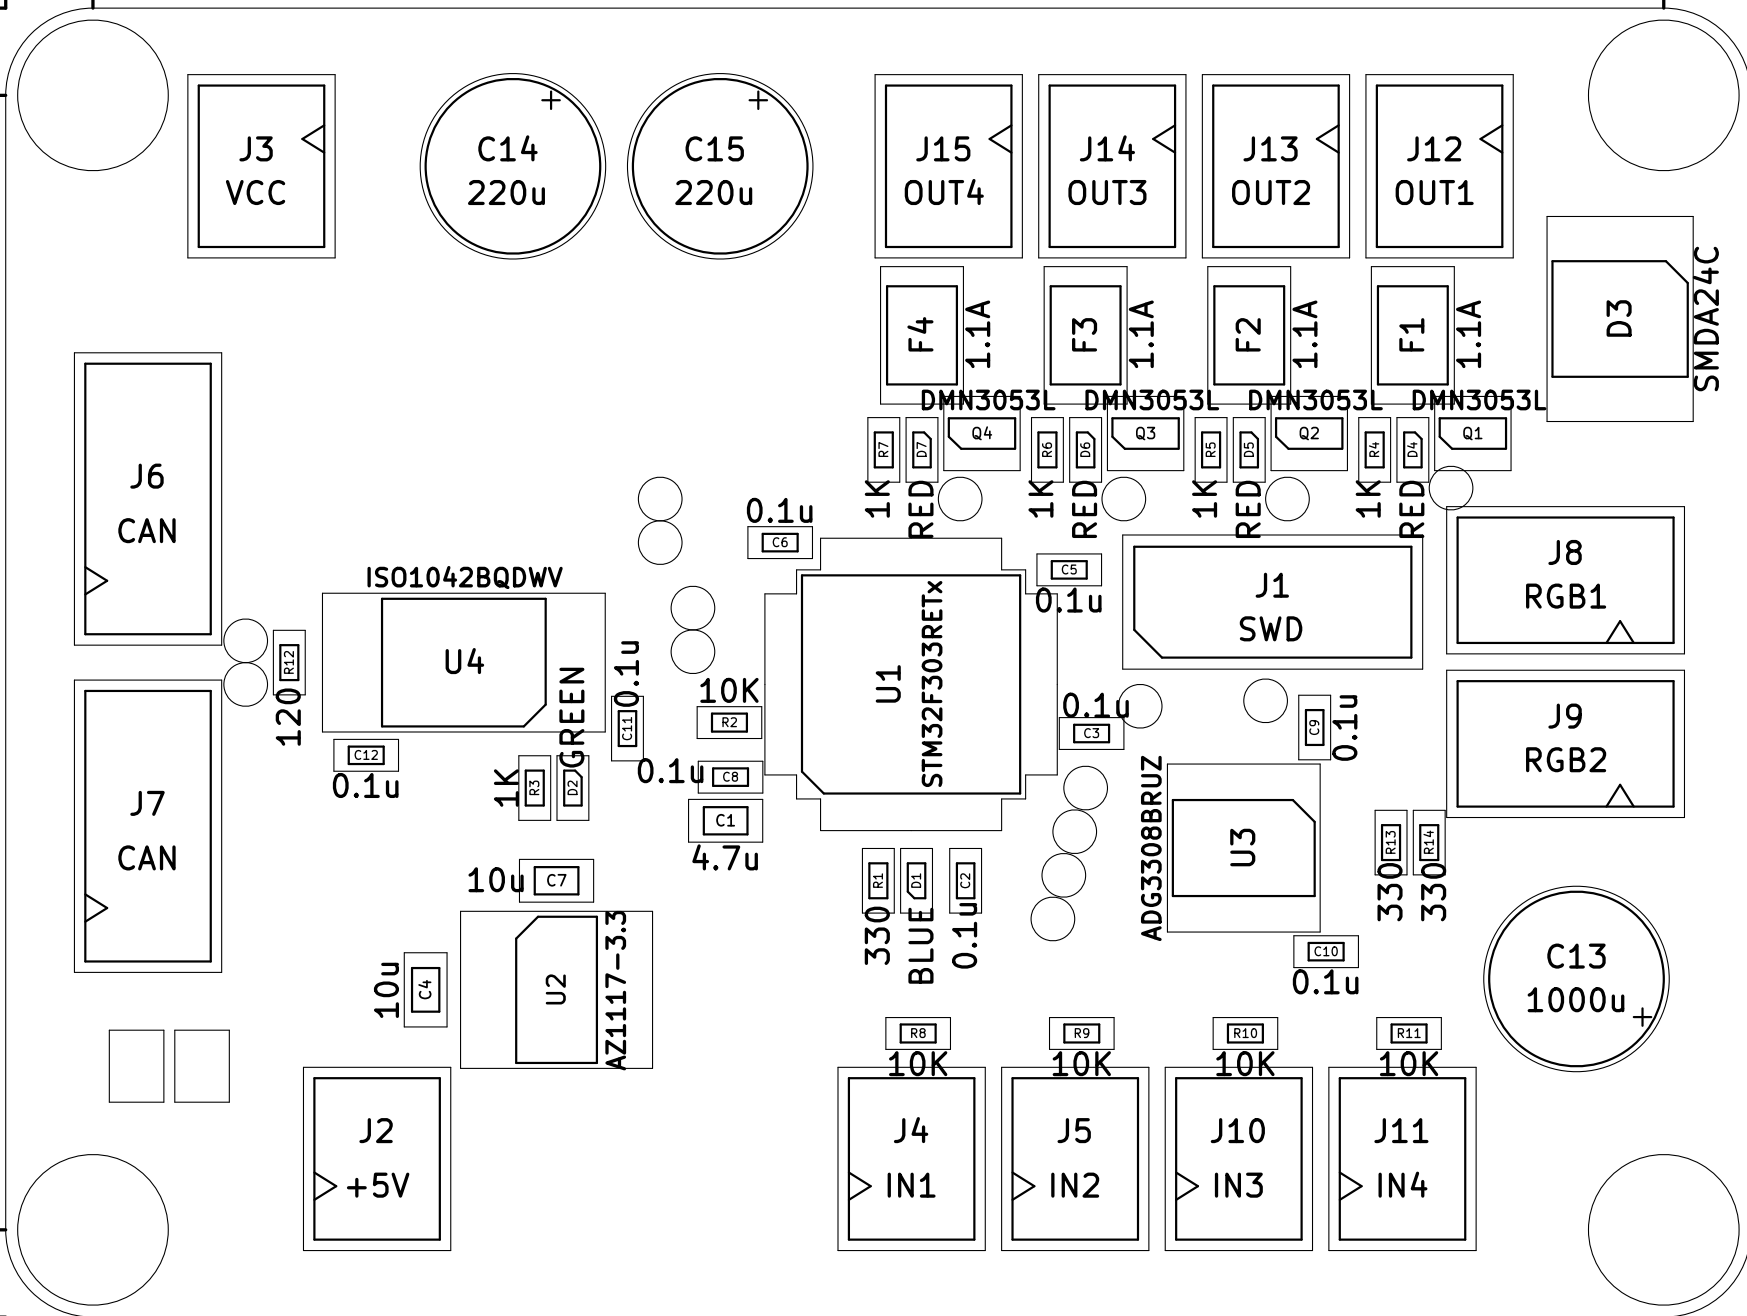 J3
VCC
C14
220u
+
C15
220u
+
J15
OUT4
J14
OUT3
J13
OUT2
J12
OUT1
D3
SMDA24C
F4
1.1A
F3
1.1A
F2
1.1A
F1
1.1A
DMN3053L
DMN3053L
DMN3053L
DMN3053L
R7
D7
Q4
R6
D6
Q3
R5
D5
Q2
R4
D4
Q1
1K
RED
1K
RED
1K
RED
1K
RED
J6
CAN
0.1u
C6
C5
0.1u
J1
SWD
J8
RGB1
ISO1042BQDWV
U4
R12
120
GREEN
0.1u
C11
10K
R2
U1
STM32F303RETx
0.1u
C3
C9
0.1u
J9
RGB2
C12
0.1u
1K
R3
D2
0.1u
C8
C1
4.7u
J7
CAN
10u
C7
R1
D1
C2
330
BLUE
0.1u
ADG3308BRUZ
U3
R13
R14
330
330
C10
0.1u
C13
1000u
+
10u
C4
U2
AZ1117-3.3
R8
10K
R9
10K
R10
10K
R11
10K
J2
+5V
J4
IN1
J5
IN2
J10
IN3
J11
IN4